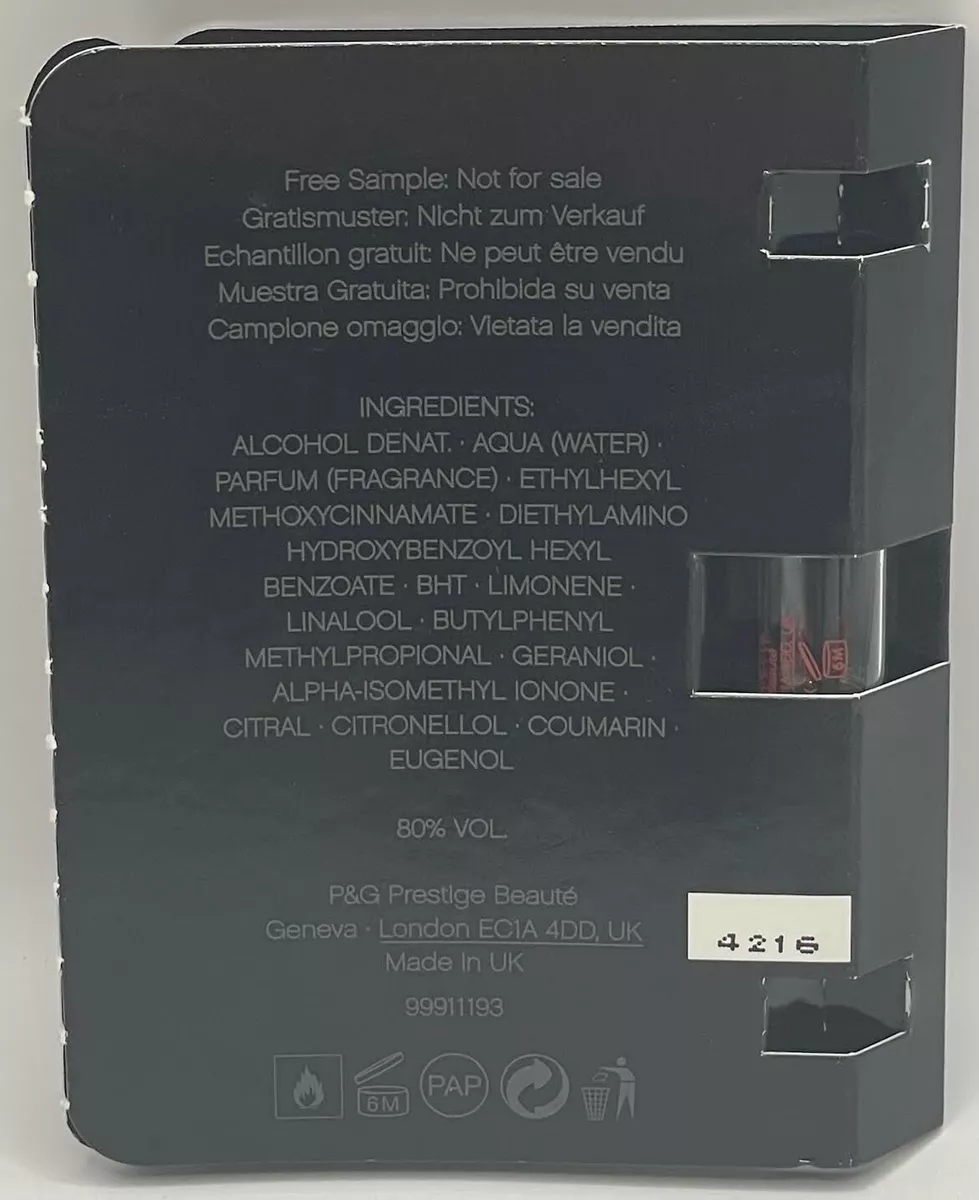 Free Sample: Not for sale
Gratismuster: Nicht zum Verkauf
Echantillon gratuit: Ne peut être vendu
Muestra Gratuita: Prohibida su venta
Campione omaggio: Vietata la vendita
INGREDIENTS:
ALCOHOL DENAT. · AQUA (WATER) ·
PARFUM (FRAGRANCE) · ETHYLHEXYL
METHOXYCINNAMATE · DIETHYLAMINO
HYDROXYBENZOYL HEXYL
BENZOATE · BHT · LIMONENE ·
LINALOOL · BUTYLPHENYL
METHYLPROPIONAL · GERANIOL ·
ALPHA-ISOMETHYL IONONE ·
CITRAL · CITRONELLOL · COUMARIN ·
EUGENOL
80% VOL.
P&G Prestige Beauté
Geneva · London EC1A 4DD, UK
Made in UK
99911193
6M PAP
4216
6M